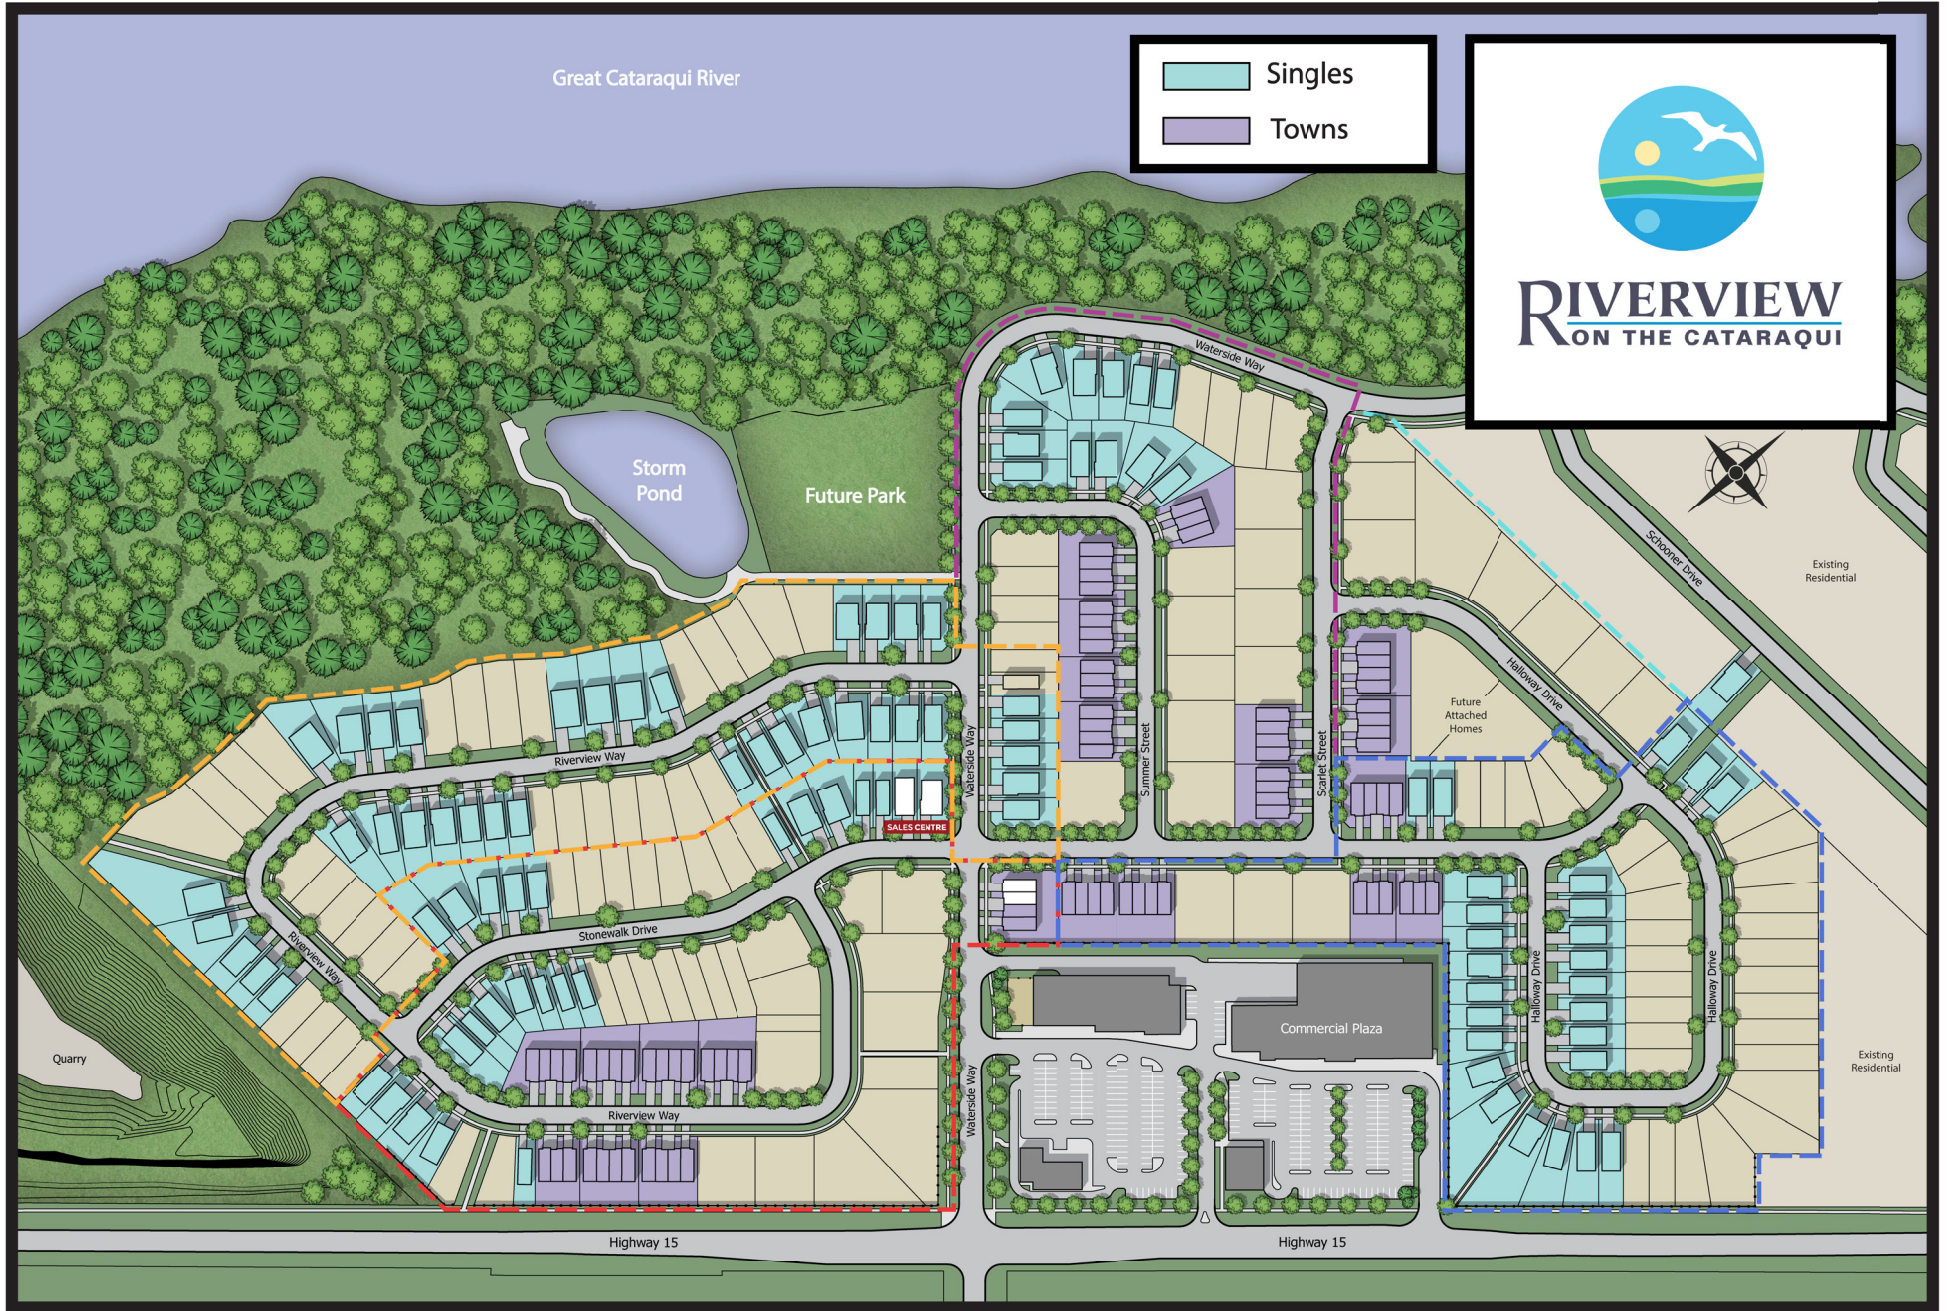 Great Cataraqui River
Singles
Towns
RIVERVIEW
ON THE CATARAQUI
Waterside Way
Storm
Pond
Future Park
Schooner Drive
Existing
Residential
Halloway Drive
Future
Attached
Homes
Riverview Way
Waterside Way
Summer Street
Scarlet Street
SALES CENTRE
Stonewalk Drive
Riverview Way
Halloway Drive
Halloway Drive
Commercial Plaza
Quarry
Existing
Residential
Waterside Way
Riverview Way
Highway 15
Highway 15